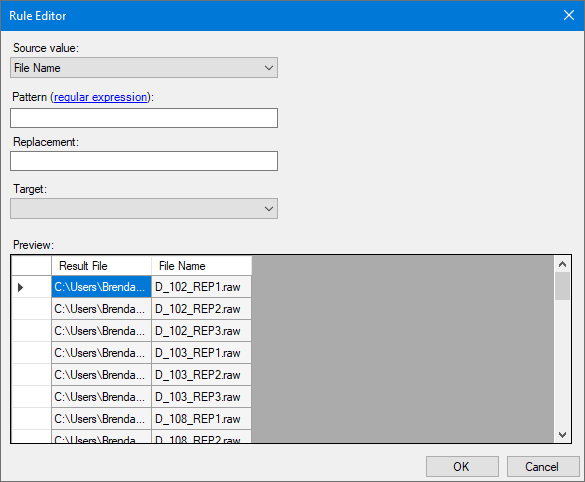 Rule Editor
Source value:
File Name
Pattern (regular expression):
Replacement:
Target:
Preview:
Result File File Name
C:\Users\Brenda... D_102_REP1.raw
C:\Users\Brenda... D_102_REP2.raw
C:\Users\Brenda... D_102_REP3.raw
C:\Users\Brenda... D_103_REP1.raw
C:\Users\Brenda... D_103_REP2.raw
C:\Users\Brenda... D_103_REP3.raw
C:\Users\Brenda... D_108_REP1.raw
C:\Users\Brenda... D_108_REP2.raw
OK Cancel